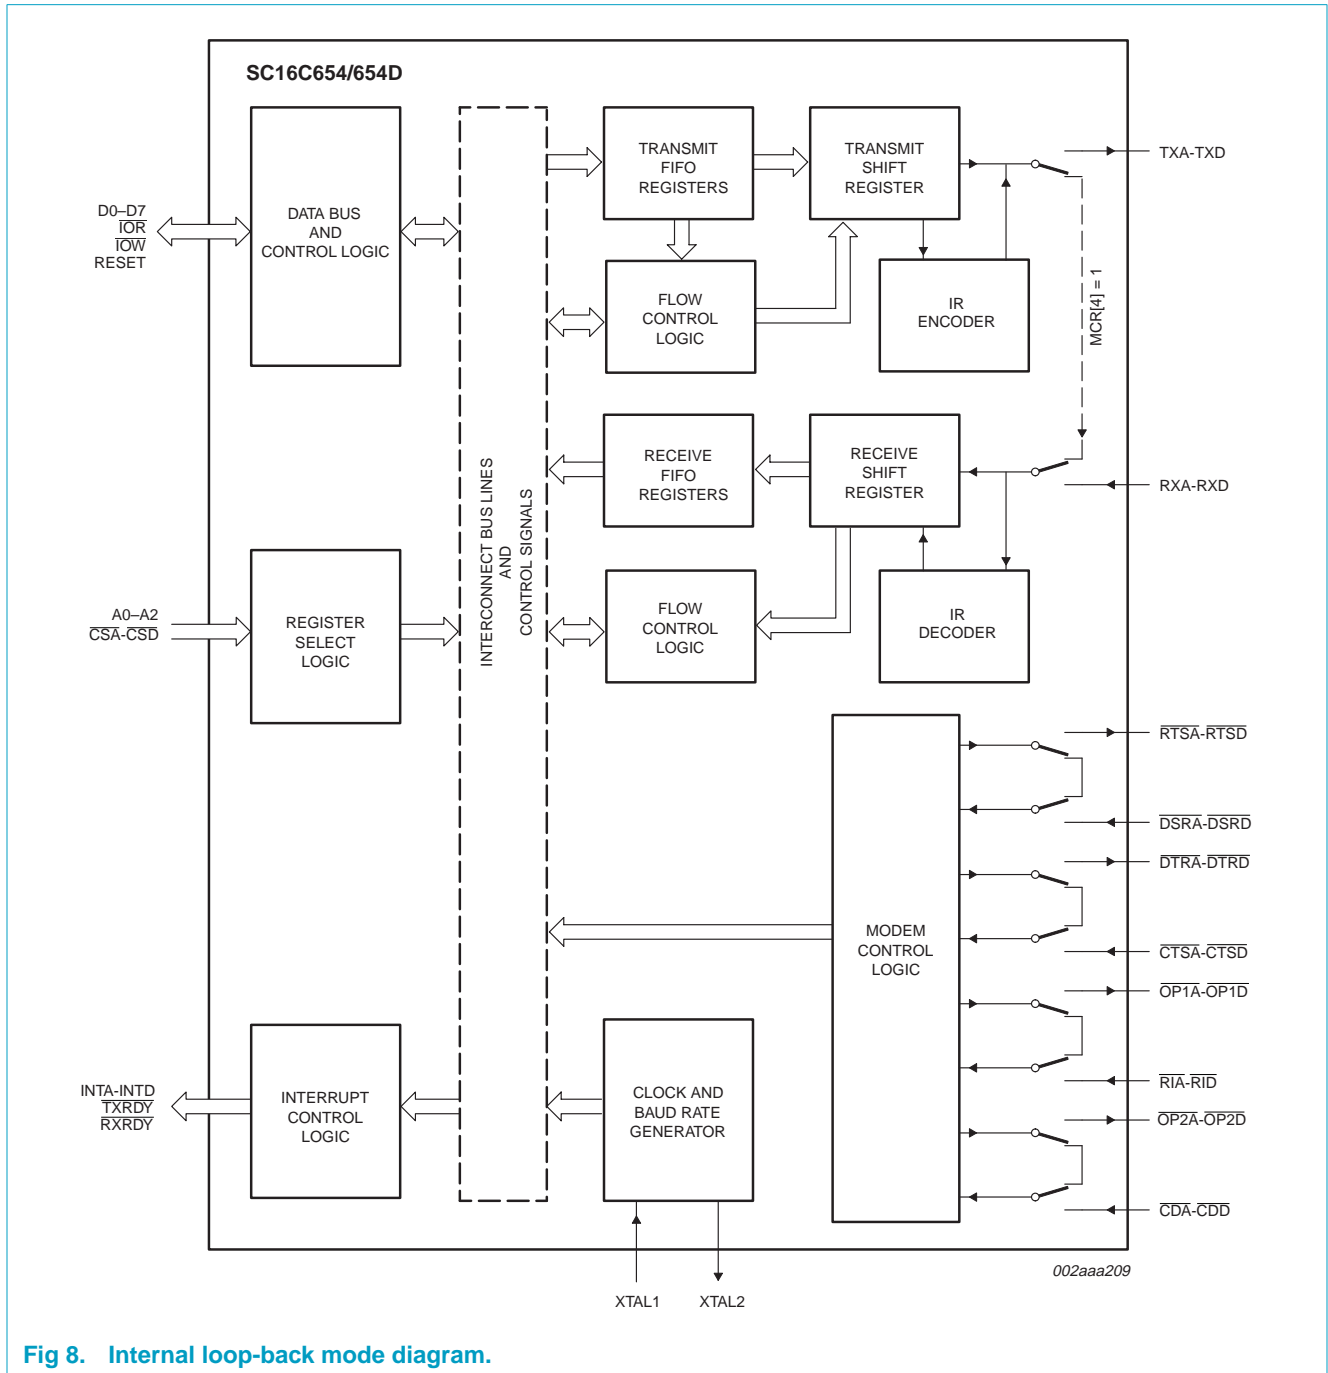 SC16C654/654D
D0–D7
IOR
IOW
RESET
DATA BUS
AND
CONTROL LOGIC
TRANSMIT
FIFO
REGISTERS
TRANSMIT
SHIFT
REGISTER
TXA-TXD
FLOW
CONTROL
LOGIC
IR
ENCODER
MCR[4] = 1
INTERCONNECT BUS LINES
AND
CONTROL SIGNALS
RECEIVE
FIFO
REGISTERS
RECEIVE
SHIFT
REGISTER
RXA-RXD
A0–A2
CSA-CSD
REGISTER
SELECT
LOGIC
FLOW
CONTROL
LOGIC
IR
DECODER
MODEM
CONTROL
LOGIC
RTSA-RTSD
DSRA-DSRD
DTRA-DTRD
CTSA-CTSD
OP1A-OP1D
RIA-RID
OP2A-OP2D
CDA-CDD
INTA-INTD
TXRDY
RXRDY
INTERRUPT
CONTROL
LOGIC
CLOCK AND
BAUD RATE
GENERATOR
XTAL1
XTAL2
002aaa209
Fig 8. Internal loop-back mode diagram.